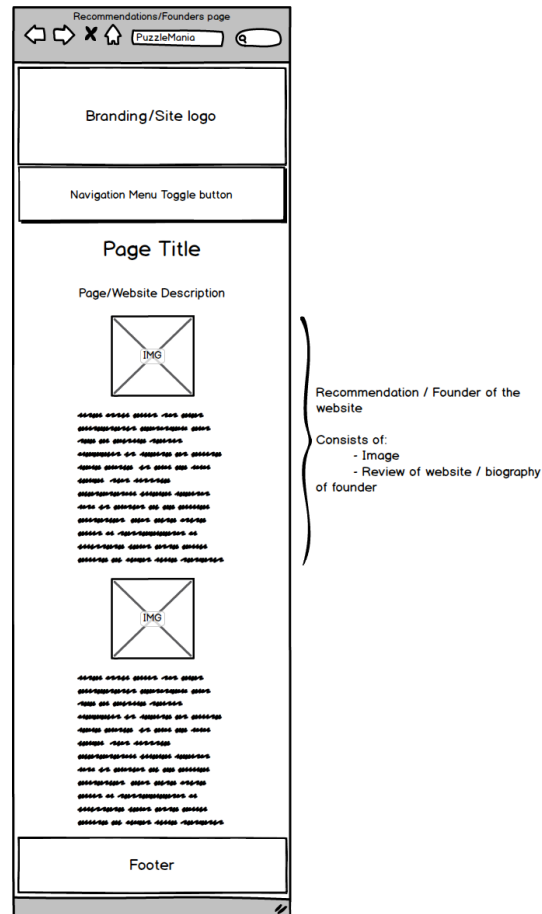 Recommendations/Founders page
PuzzleMania
Branding/Site logo
Navigation Menu Toggle button
Page Title
Page/Website Description
IMG
Recommendation / Founder of the
website
Consists of:
- Image
- Review of website / biography
of founder
IMG
Footer